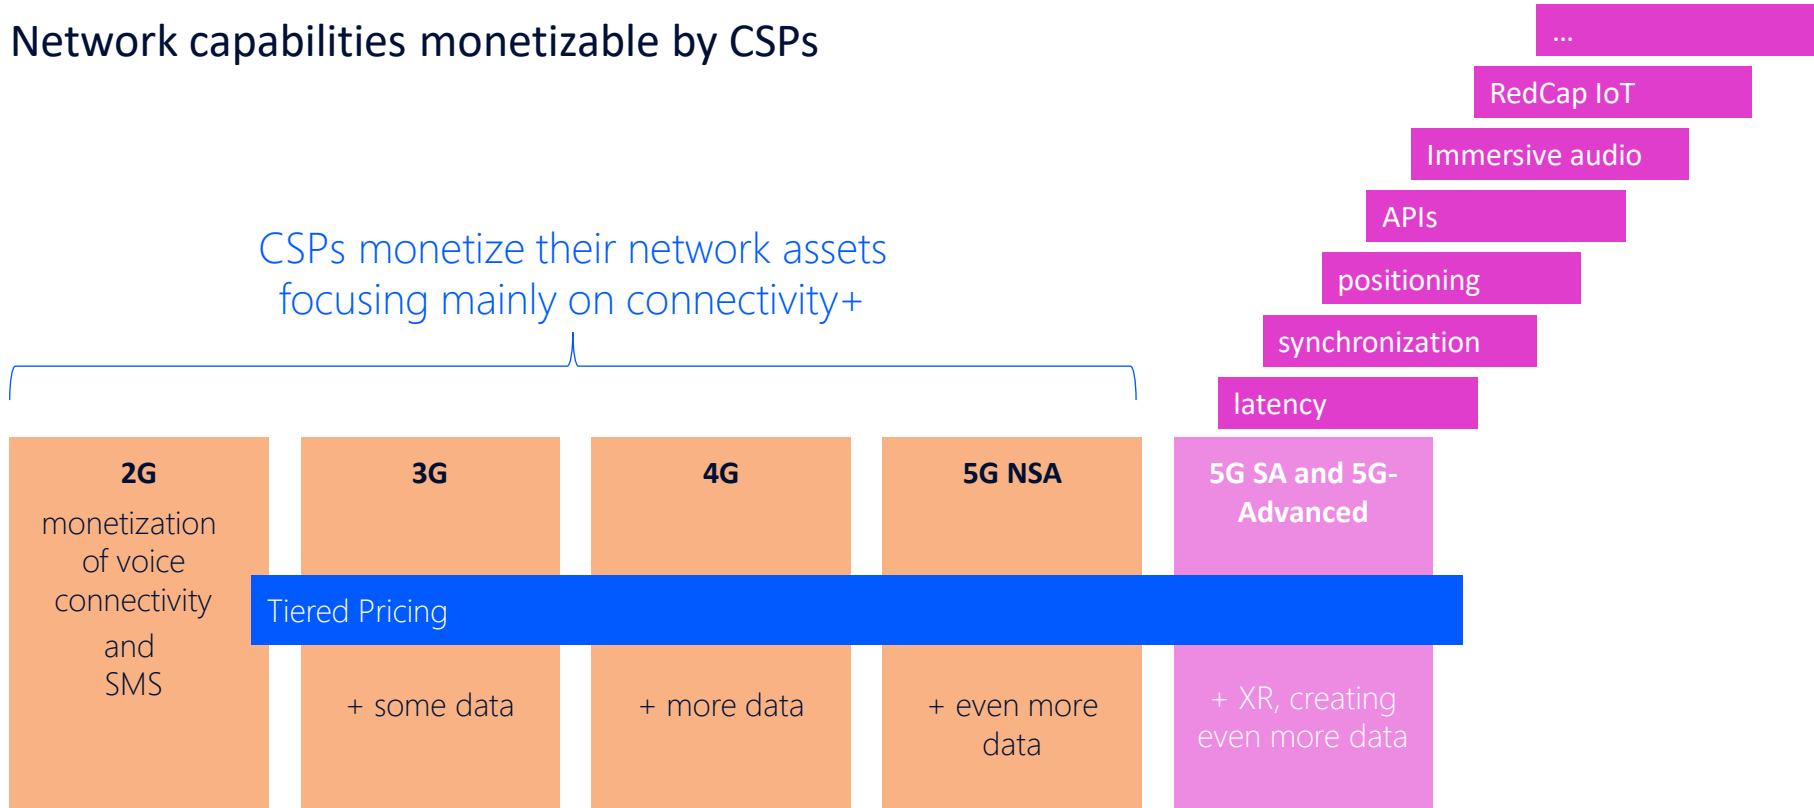 Network capabilities monetizable by CSPs
...
RedCap IoT
Immersive audio
APIs
positioning
synchronization
latency
CSPs monetize their network assets
focusing mainly on connectivity+
2G
monetization
of voice
connectivity
and
SMS
3G
+ some data
4G
+ more data
5G NSA
+ even more
data
5G SA and 5G-
Advanced
+ XR, creating
even more data
Tiered Pricing